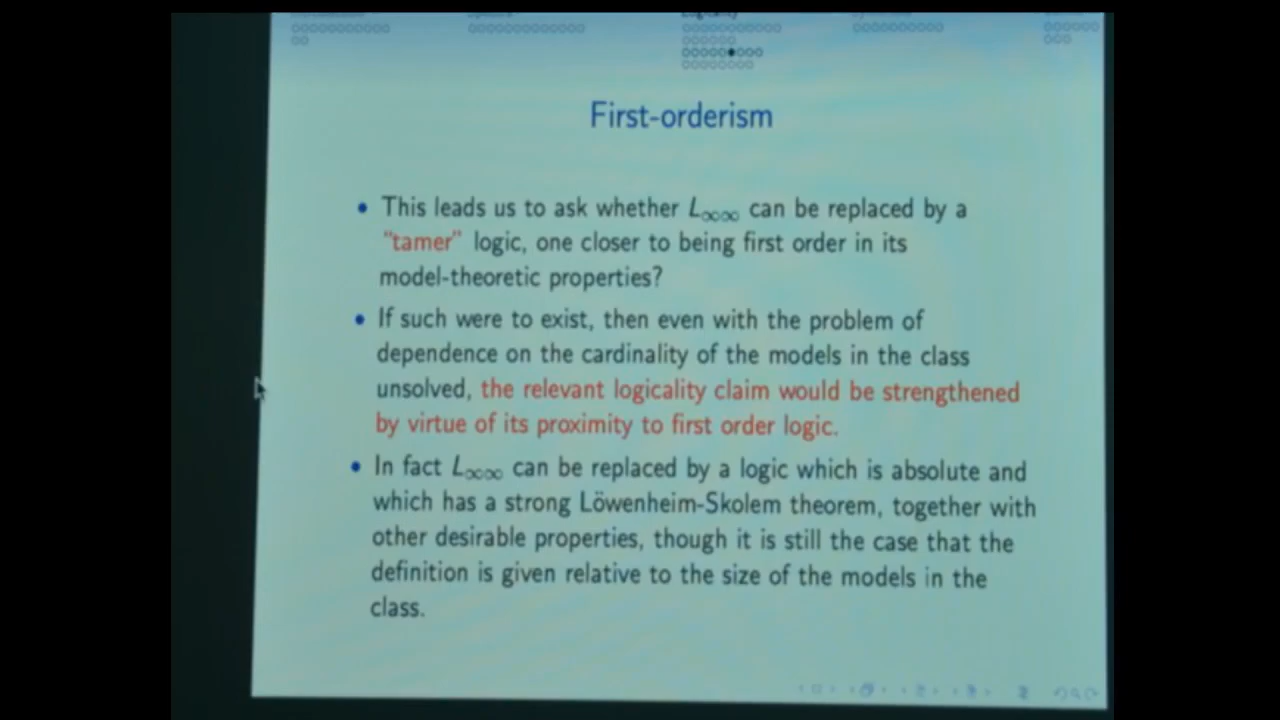 First-orderism
• This leads us to ask whether L∞∞ can be replaced by a
"tamer" logic, one closer to being first order in its
model-theoretic properties?
• If such were to exist, then even with the problem of
dependence on the cardinality of the models in the class
unsolved, the relevant logicality claim would be strengthened
by virtue of its proximity to first order logic.
• In fact L∞∞ can be replaced by a logic which is absolute and
which has a strong Löwenheim-Skolem theorem, together with
other desirable properties, though it is still the case that the
definition is given relative to the size of the models in the
class.